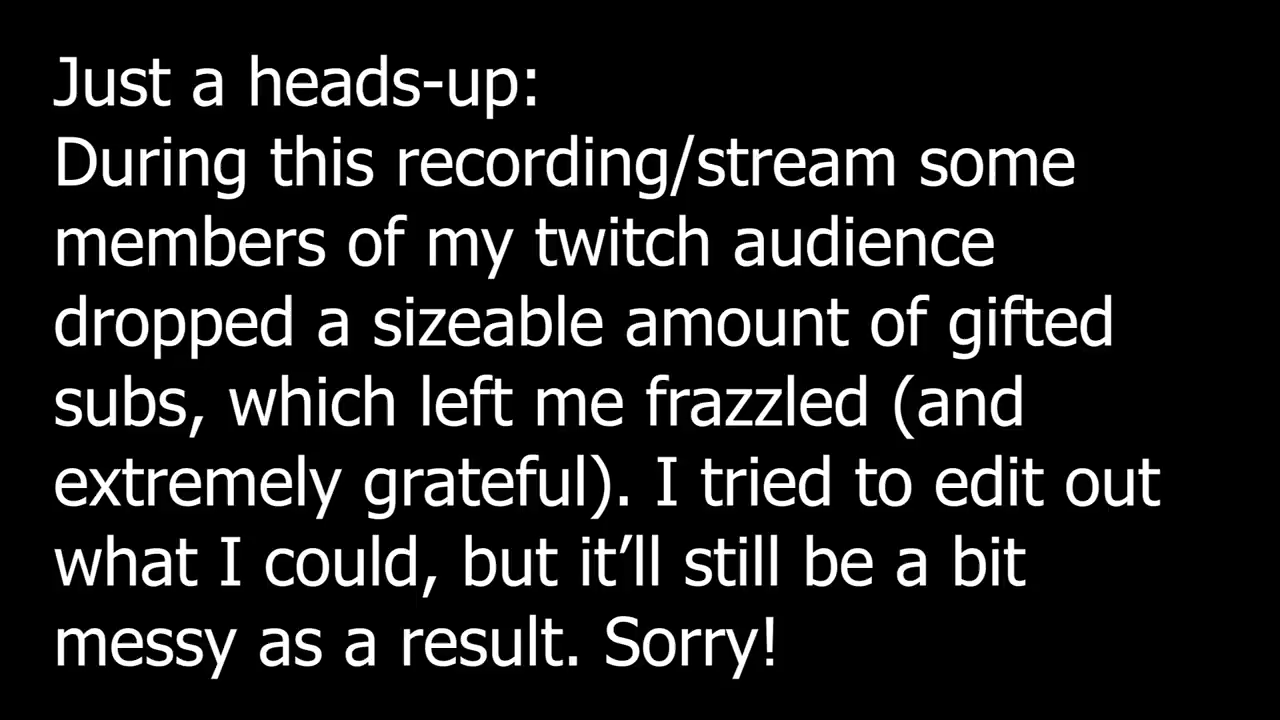 Just a heads-up:
During this recording/stream some
members of my twitch audience
dropped a sizeable amount of gifted
subs, which left me frazzled (and
extremely grateful). I tried to edit out
what I could, but it’ll still be a bit
messy as a result. Sorry!